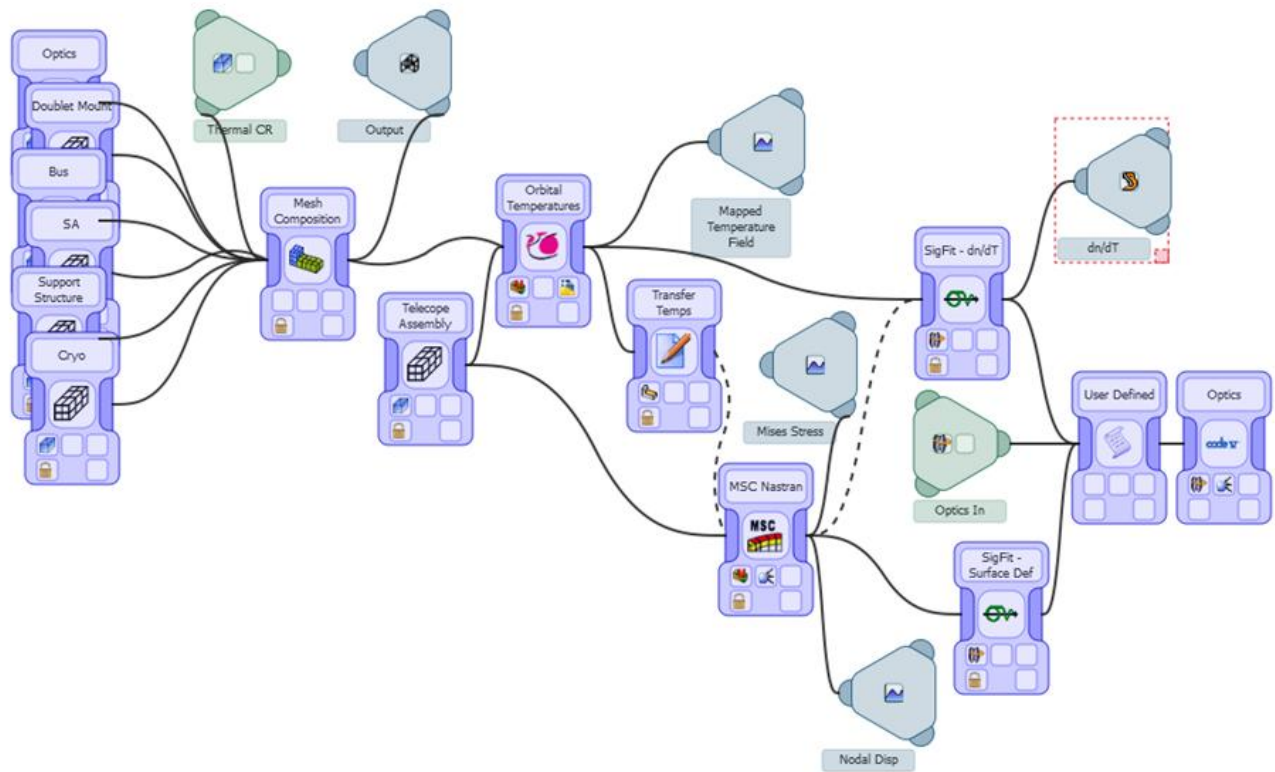 Optics
Doublet Mount
Bus
SA
Support
Structure
Cryo
Thermal CR
Output
Mesh
Composition
Orbital
Temperatures
Telecope
Assembly
Transfer
Temps
Mapped
Temperature
Field
Mises Stress
MSC Nastran
MSC
Nodal Disp
SigFit - dn/dT
dn/dT
Optics In
SigFit -
Surface Def
User Defined
Optics
code V